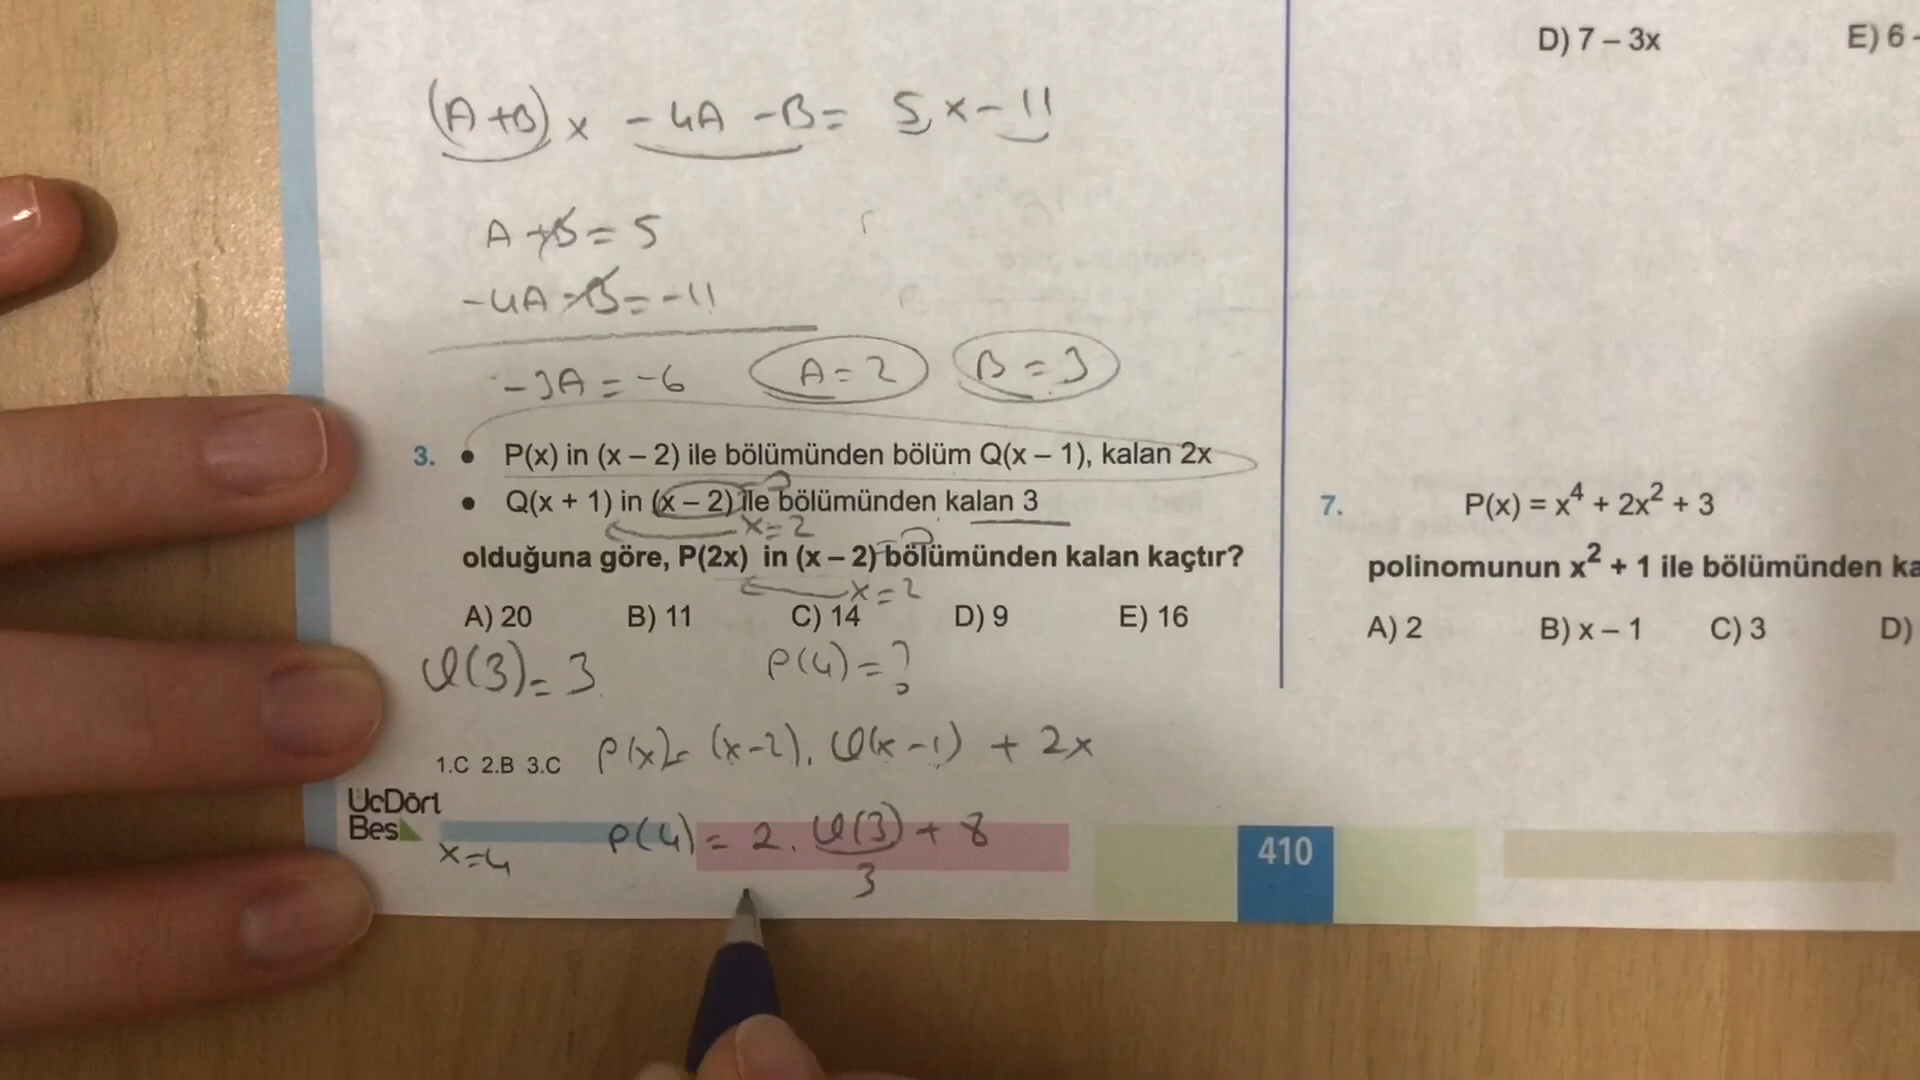 (A+B)x - 4A - B = 5x - 11
A + B = 5
-4A - B = -11
-3A = -6 A = 2 B = 3
3. • P(x) in (x – 2) ile bölümünden bölüm Q(x – 1), kalan 2x
• Q(x + 1) in (x – 2) ile bölümünden kalan 3
x = 2
olduğuna göre, P(2x) in (x – 2) bölümünden kalan kaçtır?
x = 2
A) 20 B) 11 C) 14 D) 9 E) 16
Q(3) = 3 P(4) = ?
P(x) = (x-2). Q(x-1) + 2x
1.C 2.B 3.C
ÜçDört
Beş
x = 4
P(4) = 2. Q(3) + 8
3
410
D) 7 – 3x E) 6 -
7. P(x) = x⁴ + 2x² + 3
polinomunun x² + 1 ile bölümünden ka
A) 2 B) x – 1 C) 3 D)